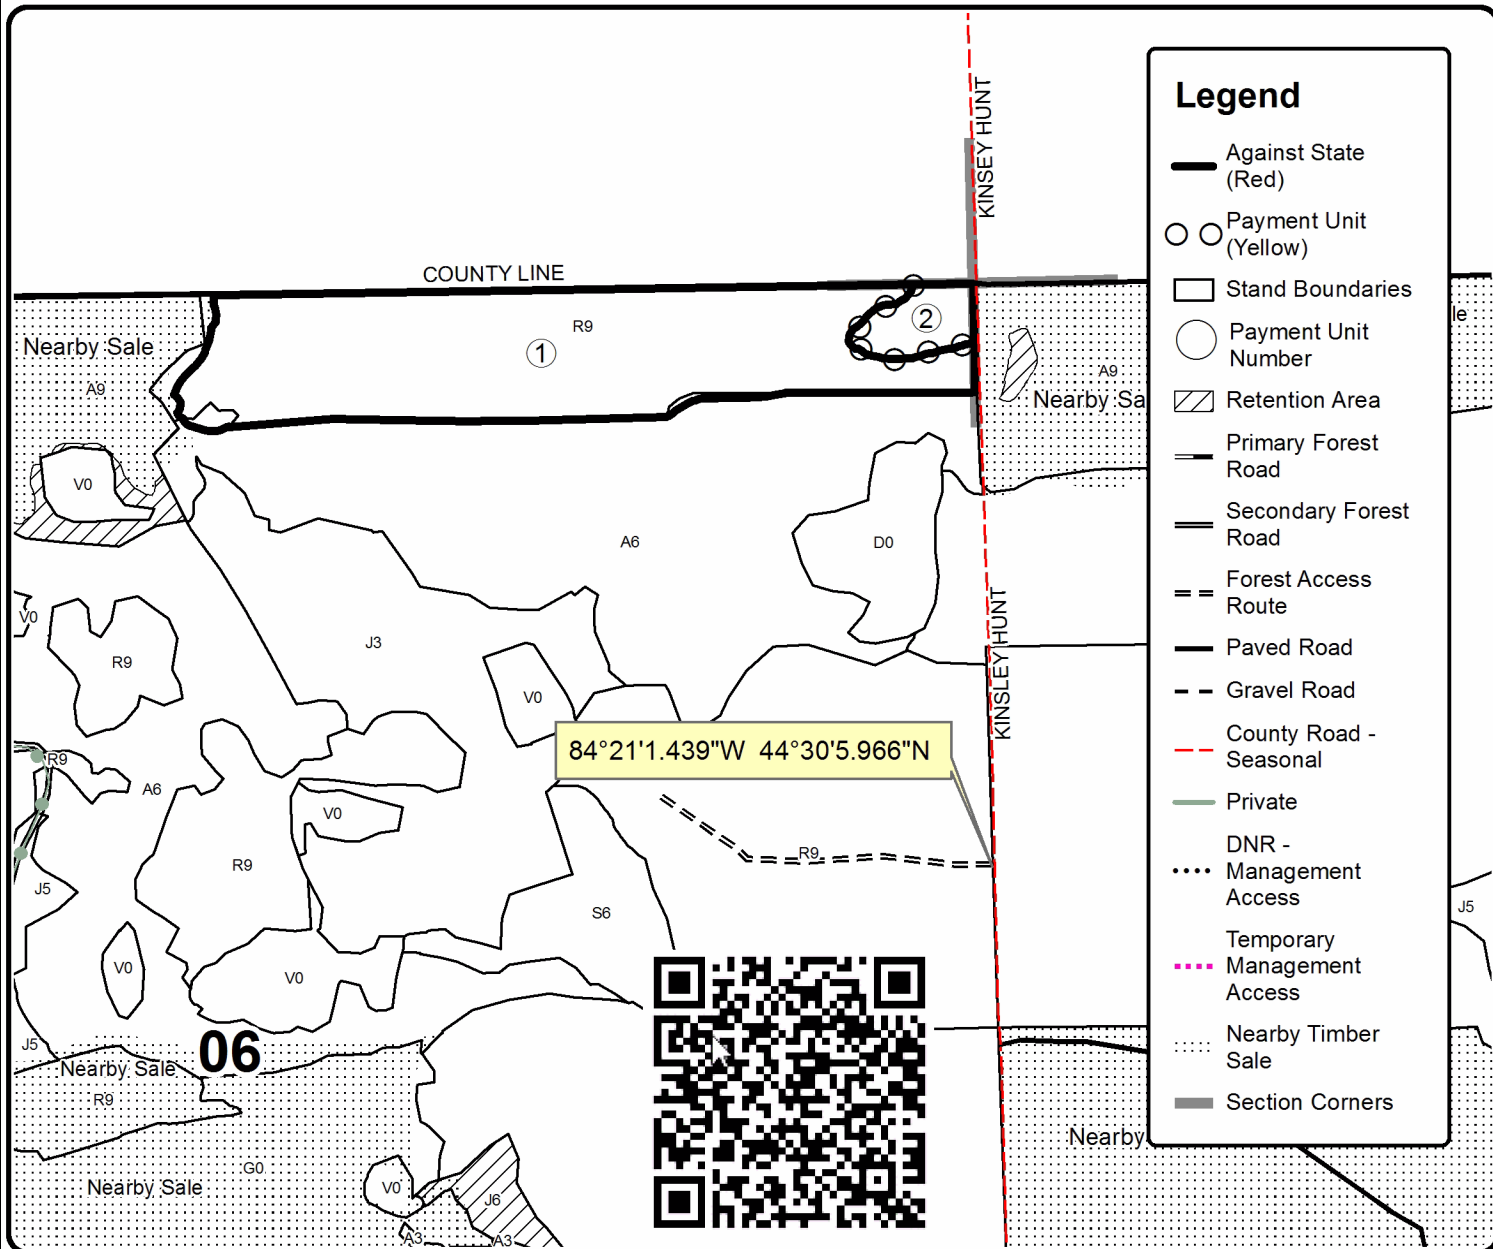 KINSEY HUNT
COUNTY LINE
R9
1
2
Nearby Sale
A9
A9
Nearby Sa
le
V0
A6
D0
V0
R9
J3
V0
KINSLEY HUNT
84°21'1.439"W 44°30'5.966"N
R9
A6
V0
R9
R9
J5
S6
J5
V0
V0
J5
06
Nearby Sale
R9
Nearby
G0
Nearby Sale
V0
J6
A3
A3
Legend
Against State
(Red)
Payment Unit
(Yellow)
Stand Boundaries
Payment Unit
Number
Retention Area
Primary Forest
Road
Secondary Forest
Road
Forest Access
Route
Paved Road
Gravel Road
County Road -
Seasonal
Private
DNR -
Management
Access
Temporary
Management
Access
Nearby Timber
Sale
Section Corners